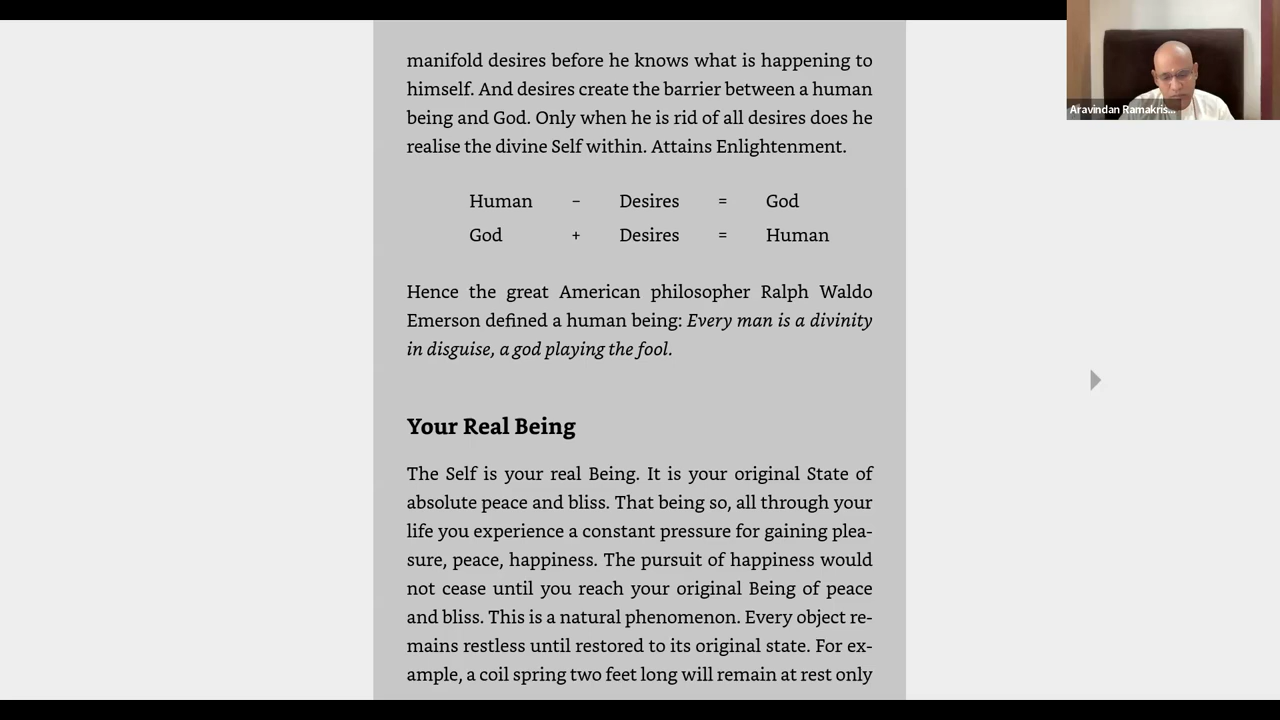 manifold desires before he knows what is happening to
himself. And desires create the barrier between a human
being and God. Only when he is rid of all desires does he
realise the divine Self within. Attains Enlightenment.
Human – Desires = God
God + Desires = Human
Hence the great American philosopher Ralph Waldo
Emerson defined a human being: Every man is a divinity
in disguise, a god playing the fool.
Your Real Being
The Self is your real Being. It is your original State of
absolute peace and bliss. That being so, all through your
life you experience a constant pressure for gaining plea-
sure, peace, happiness. The pursuit of happiness would
not cease until you reach your original Being of peace
and bliss. This is a natural phenomenon. Every object re-
mains restless until restored to its original state. For ex-
ample, a coil spring two feet long will remain at rest only
Aravindan Ramakris...